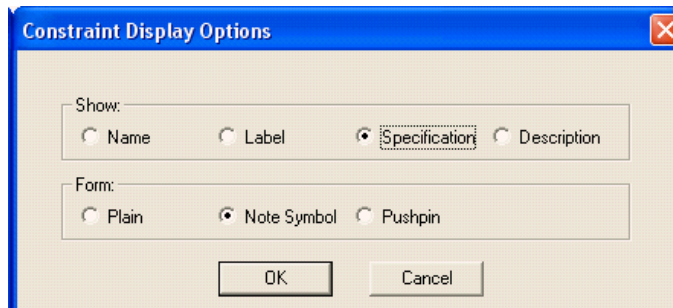 Constraint Display Options
Show:
Name Label Specification Description
Form:
Plain Note Symbol Pushpin
OK Cancel